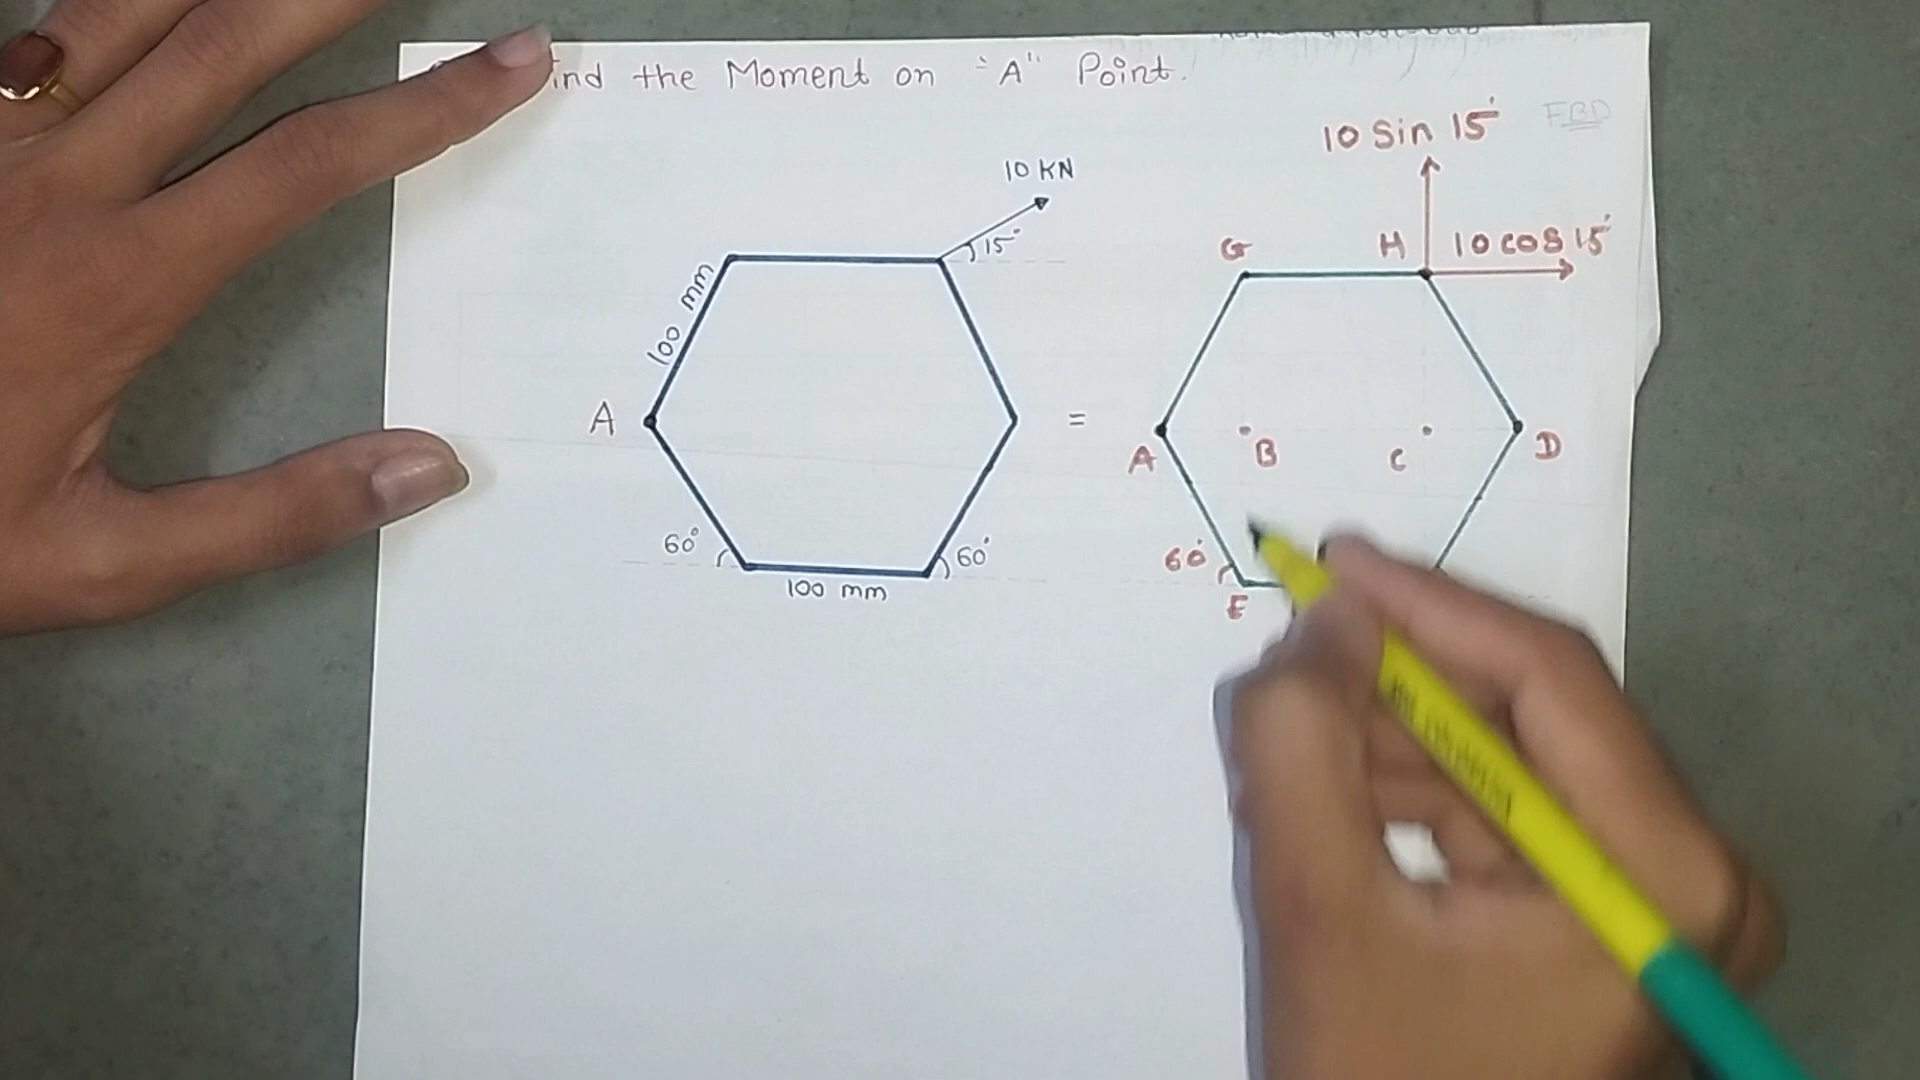 the Moment on "A" Point.
FBD
10 Sin 15°
10 KN
15°
G
H
10 cos 15°
100 mm
A
=
A
B
C
D
60°
60°
60°
100 mm
E